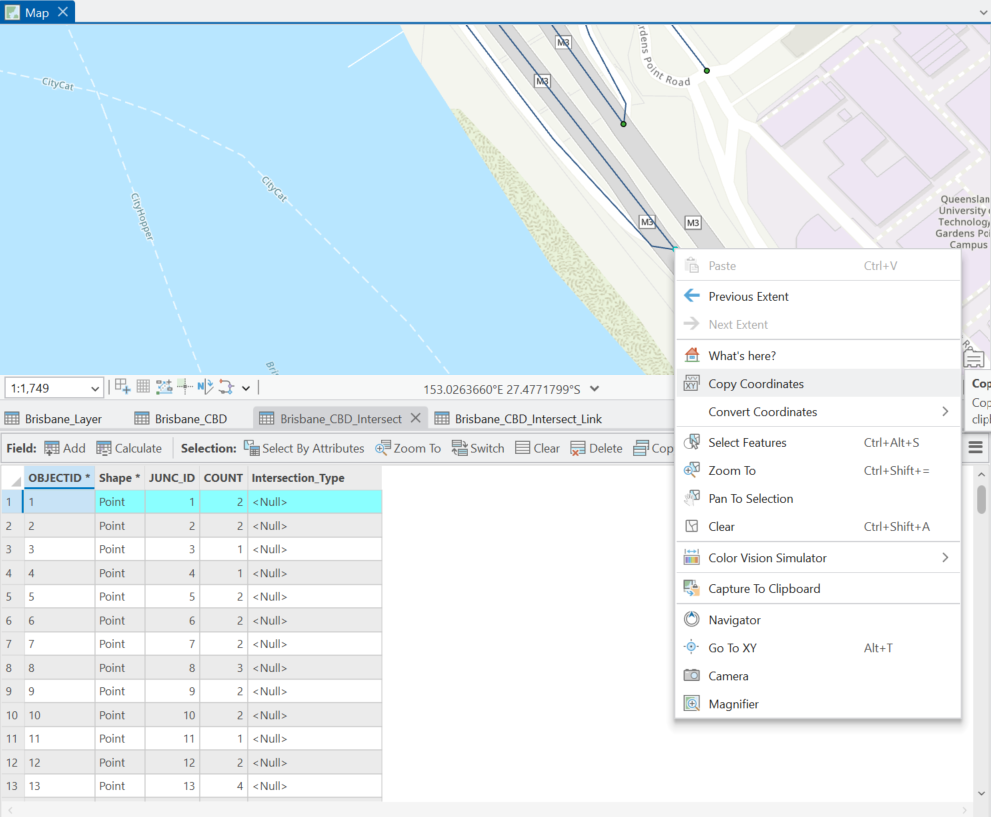 Map
CityCat
CityCat
CityHopper
M3
M3
M3
M3
rdens Point Road
Queenslan
University
Technology
Gardens Poi
Campus
Paste Ctrl+V
Previous Extent
Next Extent
What's here?
Copy Coordinates
Convert Coordinates
Select Features Ctrl+Alt+S
Zoom To Ctrl+Shift+=
Pan To Selection
Clear Ctrl+Shift+A
Color Vision Simulator
Capture To Clipboard
Navigator
Go To XY Alt+T
Camera
Magnifier
Cop
Cop
clip
1:1,749 153.0263660°E 27.4771799°S
Brisbane_Layer Brisbane_CBD Brisbane_CBD_Intersect Brisbane_CBD_Intersect_Link
Field: Add Calculate Selection: Select By Attributes Zoom To Switch Clear Delete Cop
OBJECTID * Shape * JUNC_ID COUNT Intersection_Type
1 1 Point 1 2 <Null>
2 2 Point 2 2 <Null>
3 3 Point 3 1 <Null>
4 4 Point 4 1 <Null>
5 5 Point 5 2 <Null>
6 6 Point 6 2 <Null>
7 7 Point 7 2 <Null>
8 8 Point 8 3 <Null>
9 9 Point 9 2 <Null>
10 10 Point 10 2 <Null>
11 11 Point 11 1 <Null>
12 12 Point 12 2 <Null>
13 13 Point 13 4 <Null>